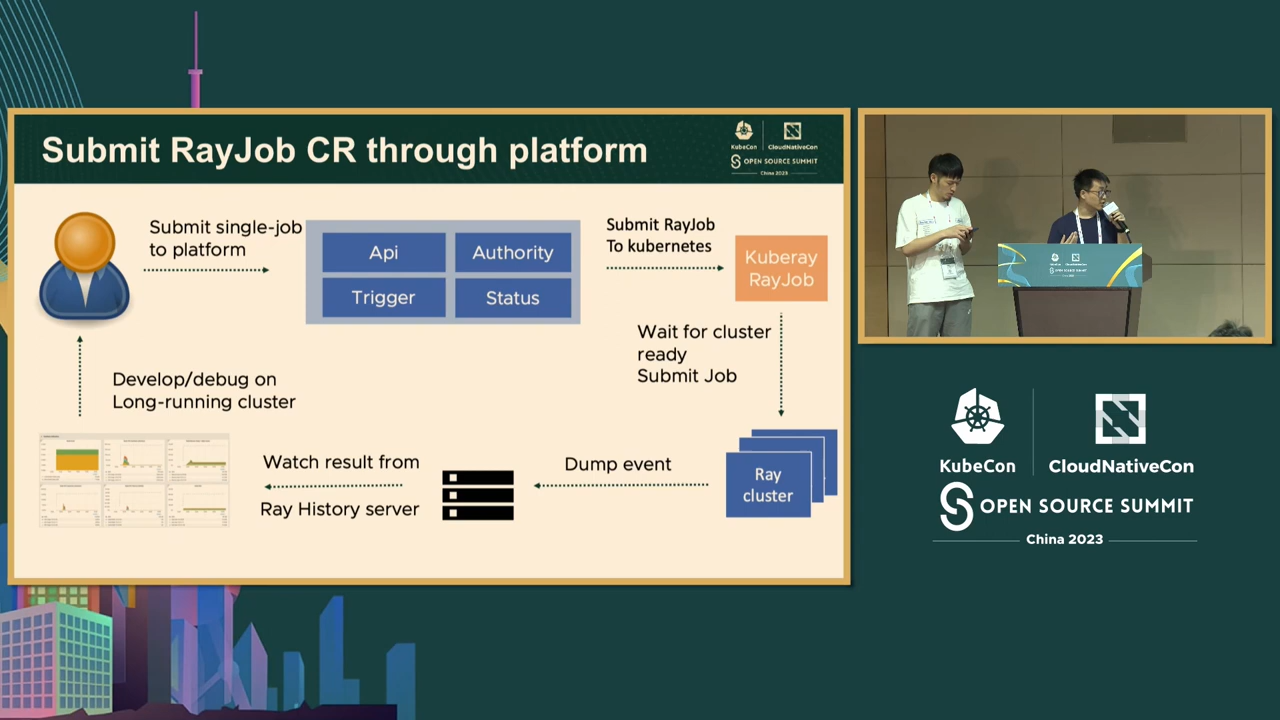 Submit RayJob CR through platform
KubeCon
CloudNativeCon
OPEN SOURCE SUMMIT
China 2023
Submit single-job
to platform
Api
Authority
Trigger
Status
Submit RayJob
To kubernetes
Kuberay
RayJob
Wait for cluster
ready
Submit Job
Develop/debug on
Long-running cluster
Watch result from
Ray History server
Dump event
Ray
cluster
KubeCon
CloudNativeCon
OPEN SOURCE SUMMIT
China 2023